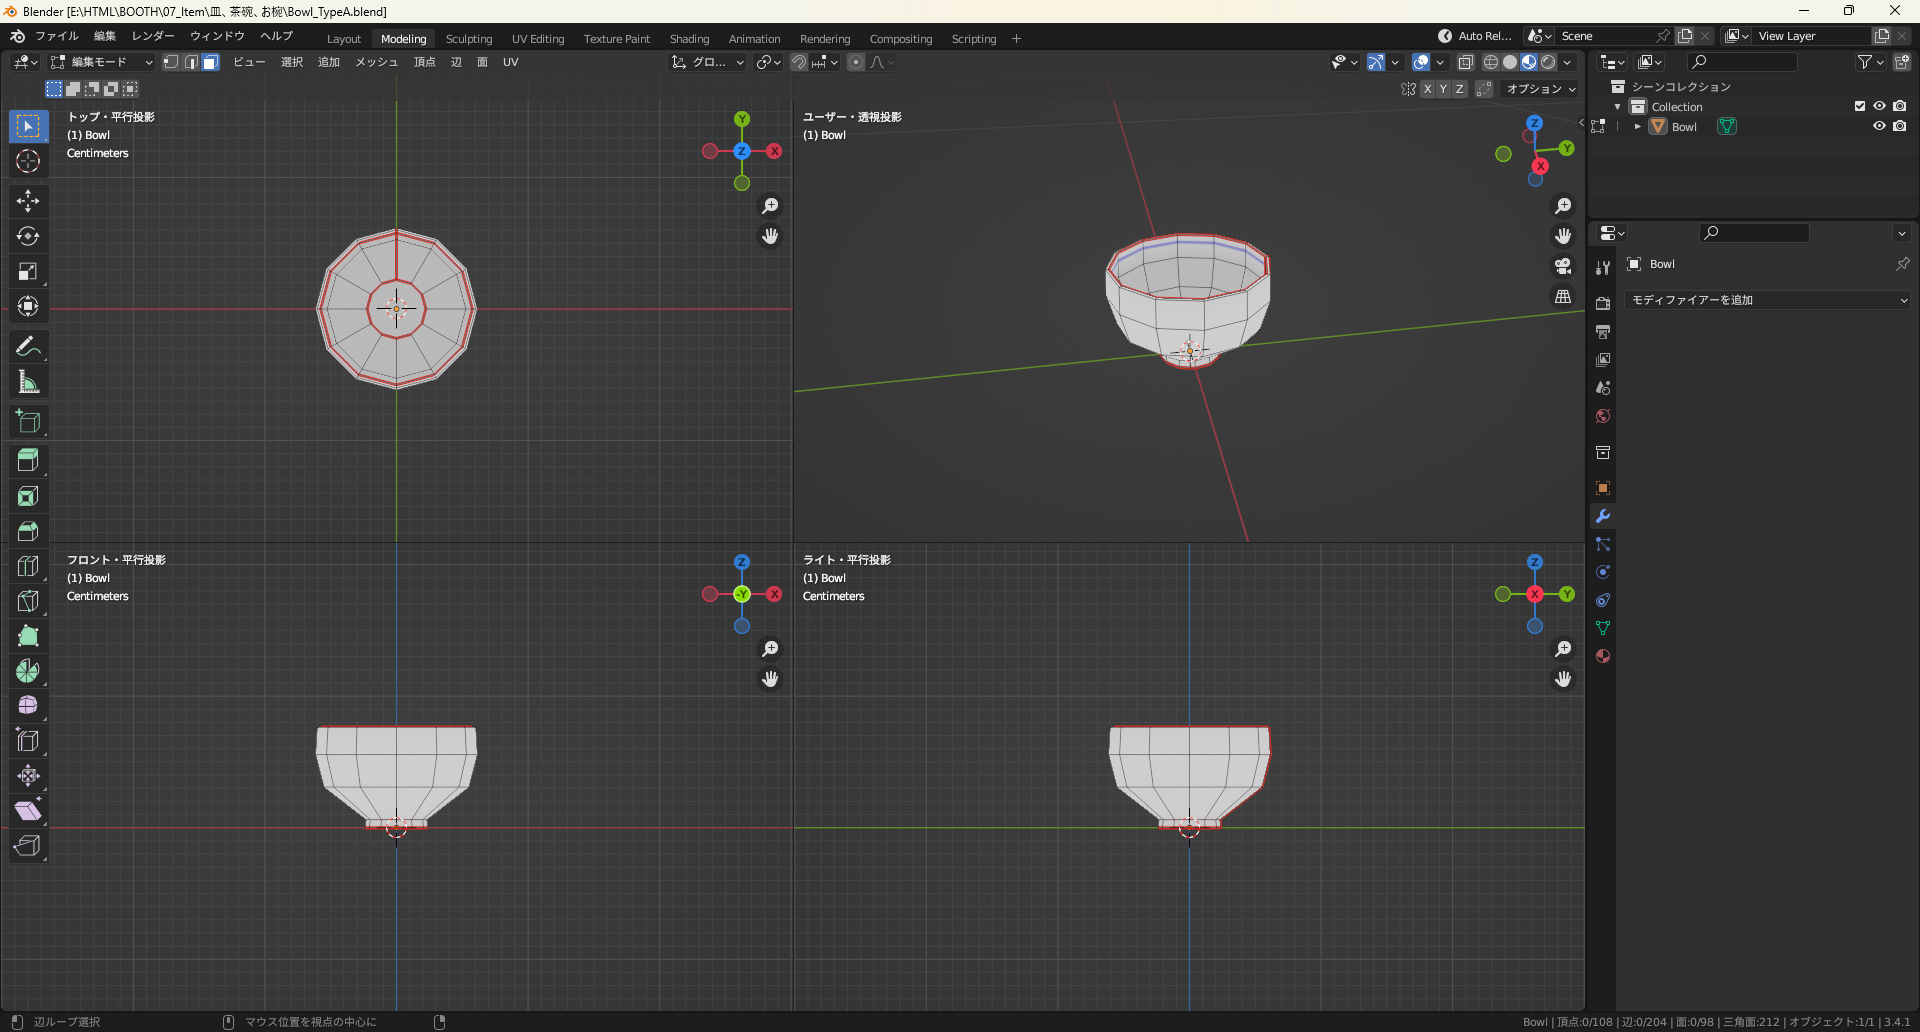 Blender [E:\HTML\BOOTH\07_Item\皿、茶碗、お椀\Bowl_TypeA.blend]
ファイル 編集 レンダー ウィンドウ ヘルプ Layout Modeling Sculpting UV Editing Texture Paint Shading Animation Rendering Compositing Scripting + Auto Rel... Scene View Layer
編集モード ビュー 選択 追加 メッシュ 頂点 辺 面 UV グロ...
X Y Z オプション
シーンコレクション
Collection
Bowl
トップ・平行投影
(1) Bowl
Centimeters
Y
Z
X
ユーザー・透視投影
(1) Bowl
Z
Y
X
Bowl
モディファイアーを追加
フロント・平行投影
(1) Bowl
Centimeters
Z
-Y
X
ライト・平行投影
(1) Bowl
Centimeters
Z
X
Y
辺ループ選択 マウス位置を視点の中心に Bowl | 頂点:0/108 | 辺:0/204 | 面:0/98 | 三角面:212 | オブジェクト:1/1 | 3.4.1